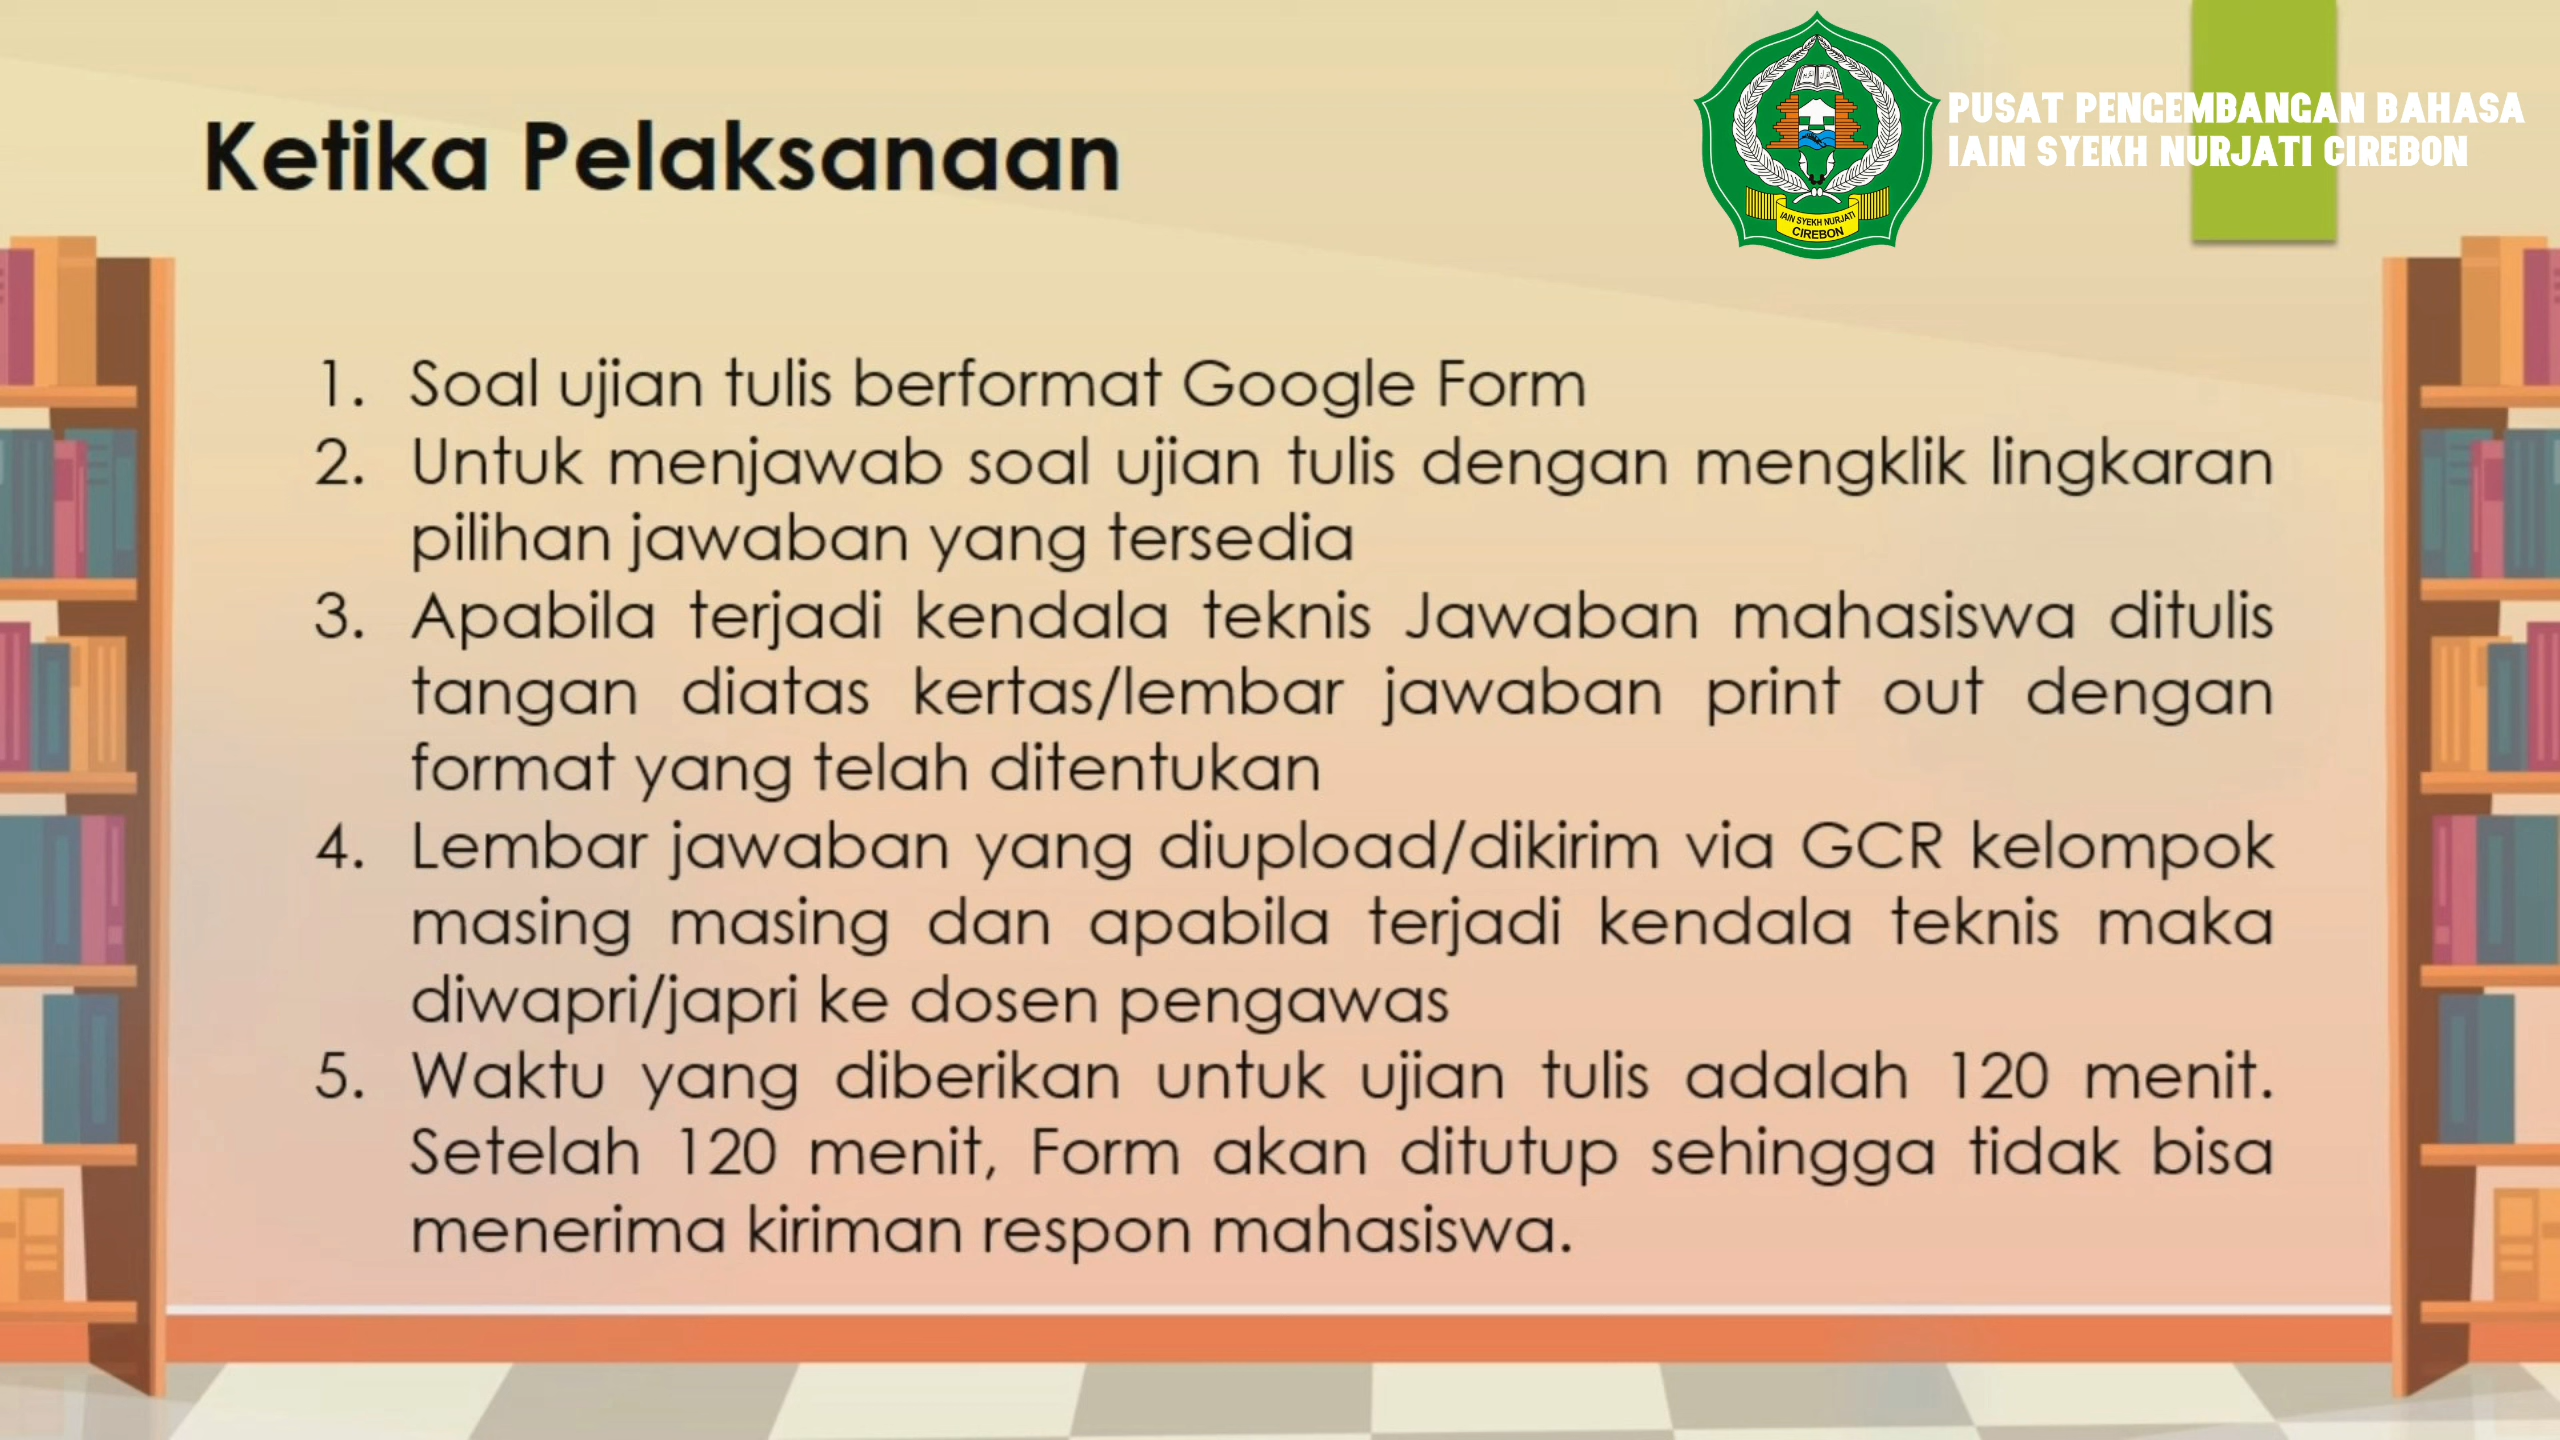 Ketika Pelaksanaan
PUSAT PENGEMBANGAN BAHASA
IAIN SYEKH NURJATI CIREBON
IAIN SYEKH NURJATI
CIREBON
1. Soal ujian tulis berformat Google Form
2. Untuk menjawab soal ujian tulis dengan mengklik lingkaran
pilihan jawaban yang tersedia
3. Apabila terjadi kendala teknis Jawaban mahasiswa ditulis
tangan diatas kertas/lembar jawaban print out dengan
format yang telah ditentukan
4. Lembar jawaban yang diupload/dikirim via GCR kelompok
masing masing dan apabila terjadi kendala teknis maka
diwapri/japri ke dosen pengawas
5. Waktu yang diberikan untuk ujian tulis adalah 120 menit.
Setelah 120 menit, Form akan ditutup sehingga tidak bisa
menerima kiriman respon mahasiswa.